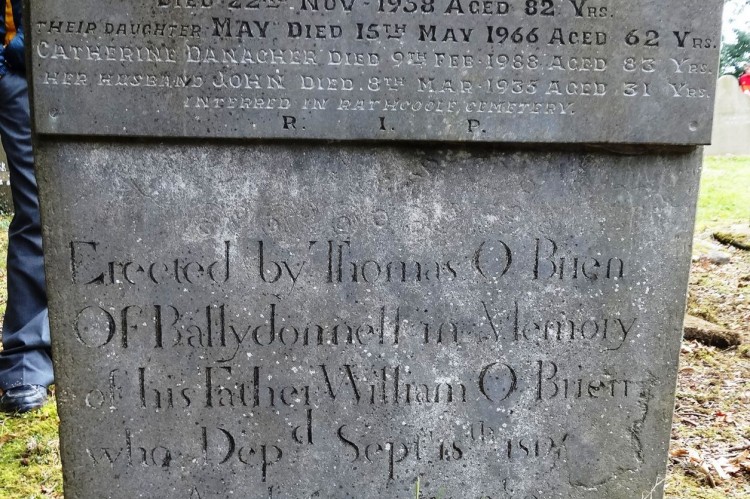 DIED 22ND NOV. 1938 AGED 82 YRS.
THEIR DAUGHTER MAY DIED 15TH MAY 1966 AGED 62 YRS.
CATHERINE DANAGHER DIED 9TH FEB. 1988 AGED 83 YRS.
HER HUSBAND JOHN DIED 8TH MAR. 1935 AGED 31 YRS.
INTERRED IN RATHCOOLE CEMETERY.
R. I. P.
Erected by Thomas O Brien
Of Ballydonnell in Memory
of his Father William O Brien
who Dep.d Sept.